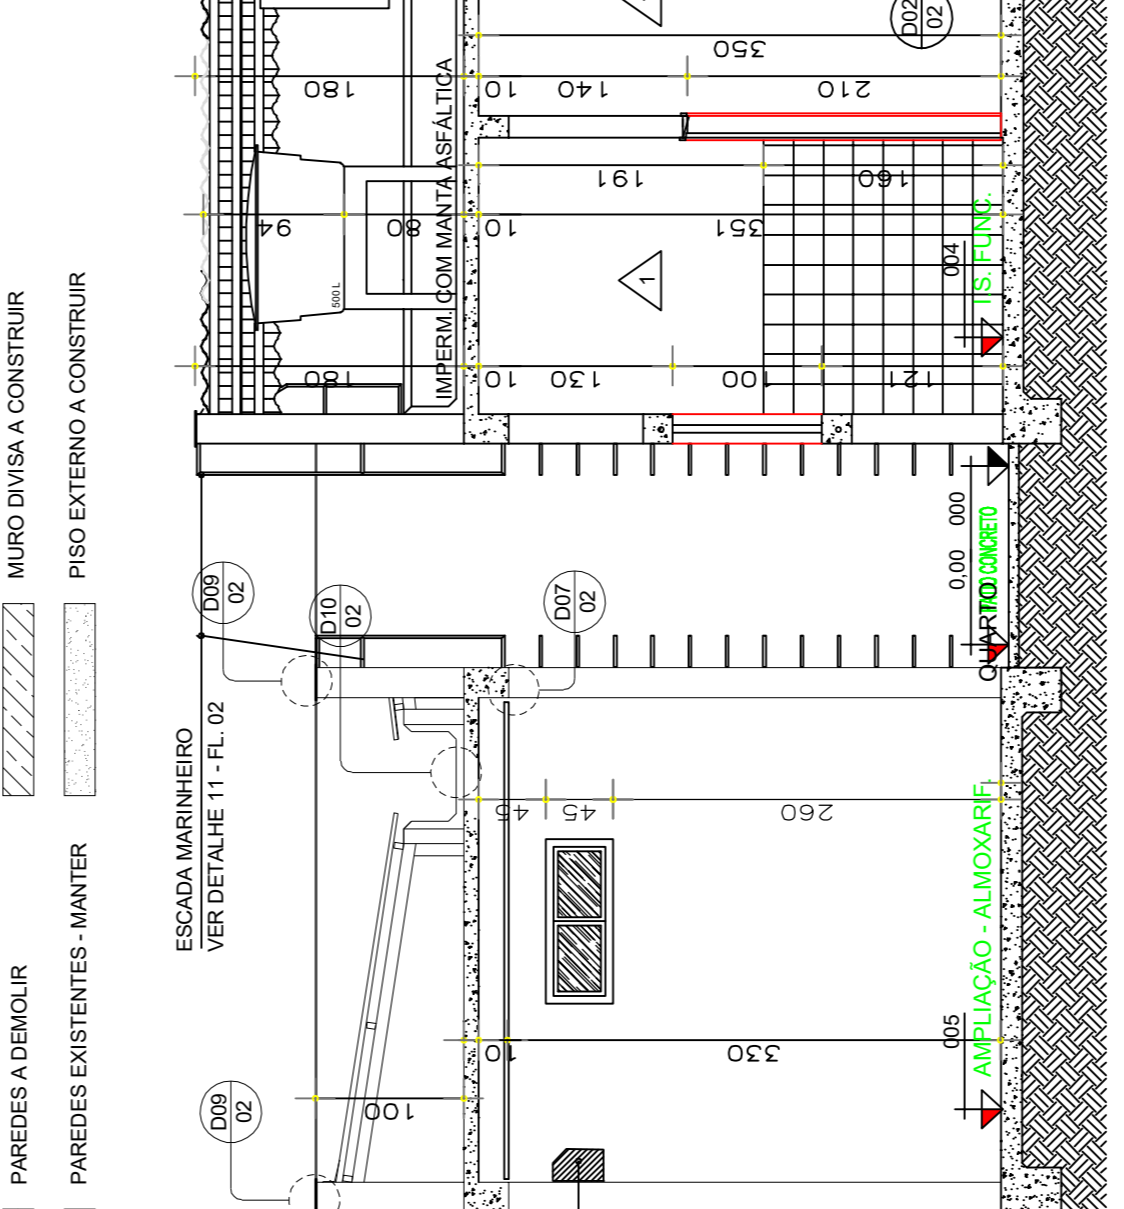 MURO DIVISA A CONSTRUIR
PISO EXTERNO A CONSTRUIR
PAREDES A DEMOLIR
PAREDES EXISTENTES - MANTER
ESCADA MARINHEIRO
VER DETALHE 11 - FL. 02
D09
02
D10
02
D07
02
D09
02
D02
02
IMPERM. COM MANTA ASFÁLTICA
500 L
350
180
10
140
210
191
160
94
80
10
351
180
10
130
100
121
1
004
I.S. FUNC.
0,00
000
QUARTO
CONCRETO
45
45
260
10
330
100
005
AMPLIAÇÃO - ALMOXARIF.